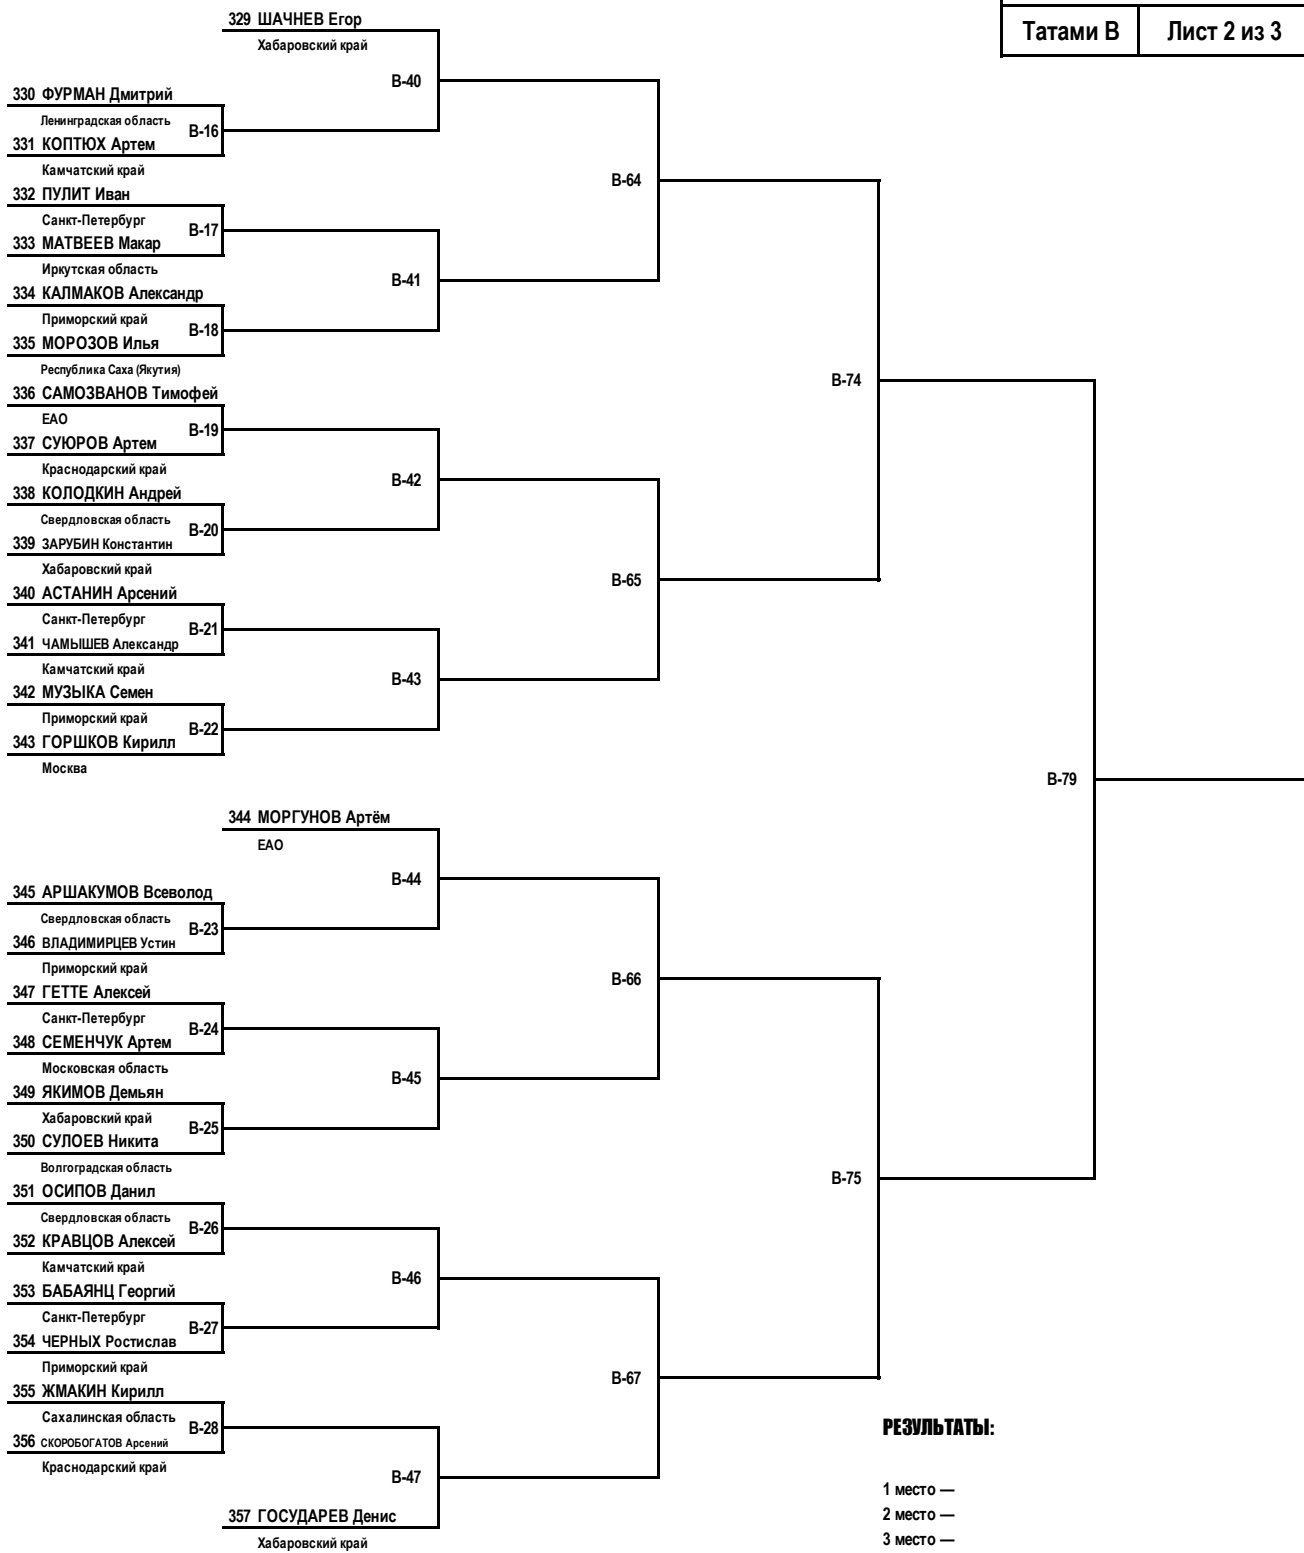 Татами B
Лист 2 из 3
329 ШАЧНЕВ Егор
Хабаровский край
B-40
330 ФУРМАН Дмитрий
Ленинградская область
B-16
331 КОПТЮХ Артем
Камчатский край
332 ПУЛИТ Иван
B-64
Санкт-Петербург
B-17
333 МАТВЕЕВ Макар
Иркутская область
B-41
334 КАЛМАКОВ Александр
Приморский край
B-18
335 МОРОЗОВ Илья
Республика Саха (Якутия)
B-74
336 САМОЗВАНОВ Тимофей
ЕАО
B-19
337 СУЮРОВ Артем
Краснодарский край
B-42
338 КОЛОДКИН Андрей
Свердловская область
B-20
339 ЗАРУБИН Константин
Хабаровский край
B-65
340 АСТАНИН Арсений
Санкт-Петербург
B-21
341 ЧАМЫШЕВ Александр
Камчатский край
B-43
342 МУЗЫКА Семен
Приморский край
B-22
343 ГОРШКОВ Кирилл
Москва
B-79
344 МОРГУНОВ Артём
ЕАО
B-44
345 АРШАКУМОВ Всеволод
Свердловская область
B-23
346 ВЛАДИМИРЦЕВ Устин
Приморский край
B-66
347 ГЕТТЕ Алексей
Санкт-Петербург
B-24
348 СЕМЕНЧУК Артем
Московская область
B-45
349 ЯКИМОВ Демьян
Хабаровский край
B-25
350 СУЛОЕВ Никита
Волгоградская область
B-75
351 ОСИПОВ Данил
Свердловская область
B-26
352 КРАВЦОВ Алексей
Камчатский край
B-46
353 БАБАЯНЦ Георгий
Санкт-Петербург
B-27
354 ЧЕРНЫХ Ростислав
Приморский край
B-67
355 ЖМАКИН Кирилл
Сахалинская область
B-28
356 СКОРОБОГАТОВ Арсений
Краснодарский край
B-47
357 ГОСУДАРЕВ Денис
Хабаровский край
РЕЗУЛЬТАТЫ:
1 место —
2 место —
3 место —